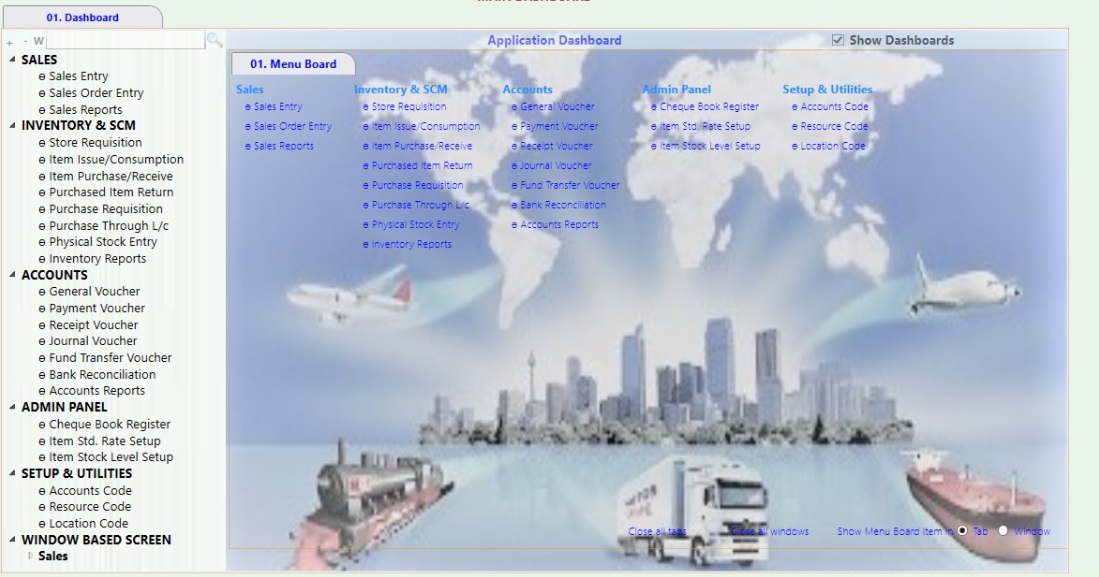 01. Dashboard
+ - W
SALES
Sales Entry
Sales Order Entry
Sales Reports
INVENTORY & SCM
Store Requisition
Item Issue/Consumption
Item Purchase/Receive
Purchased Item Return
Purchase Requisition
Purchase Through L/c
Physical Stock Entry
Inventory Reports
ACCOUNTS
General Voucher
Payment Voucher
Receipt Voucher
Journal Voucher
Fund Transfer Voucher
Bank Reconciliation
Accounts Reports
ADMIN PANEL
Cheque Book Register
Item Std. Rate Setup
Item Stock Level Setup
SETUP & UTILITIES
Accounts Code
Resource Code
Location Code
WINDOW BASED SCREEN
Sales
Application Dashboard
Show Dashboards
01. Menu Board
Sales
Sales Entry
Sales Order Entry
Sales Reports
Inventory & SCM
Store Requisition
Item Issue/Consumption
Item Purchase/Receive
Purchased Item Return
Purchase Requisition
Purchase Through L/c
Physical Stock Entry
Inventory Reports
Accounts
General Voucher
Payment Voucher
Receipt Voucher
Journal Voucher
Fund Transfer Voucher
Bank Reconciliation
Accounts Reports
Admin Panel
Cheque Book Register
Item Std. Rate Setup
Item Stock Level Setup
Setup & Utilities
Accounts Code
Resource Code
Location Code
Close all tabs
Close all windows
Show Menu Board Item in
Tab
Window